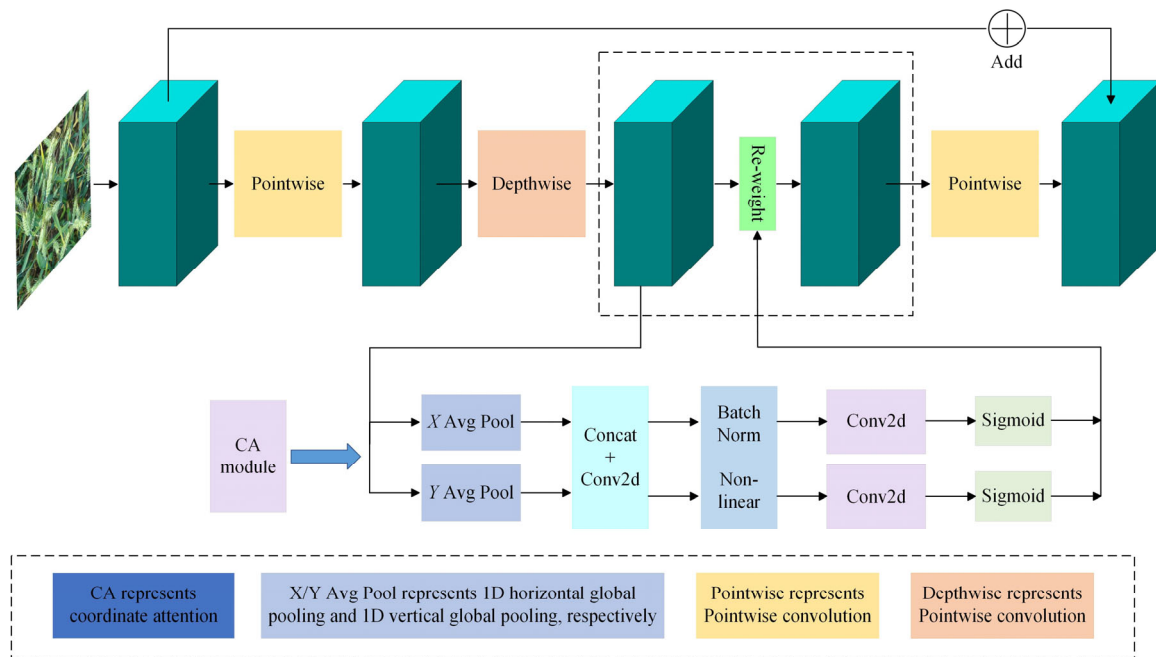 Add
Pointwise
Depthwise
Re-weight
Pointwise
CA
module
X Avg Pool
Y Avg Pool
Concat
+
Conv2d
Batch
Norm
Non-
linear
Conv2d
Conv2d
Sigmoid
Sigmoid
CA represents
coordinate attention
X/Y Avg Pool represents 1D horizontal global
pooling and 1D vertical global pooling, respectively
Pointwise represents
Pointwise convolution
Depthwise represents
Pointwise convolution